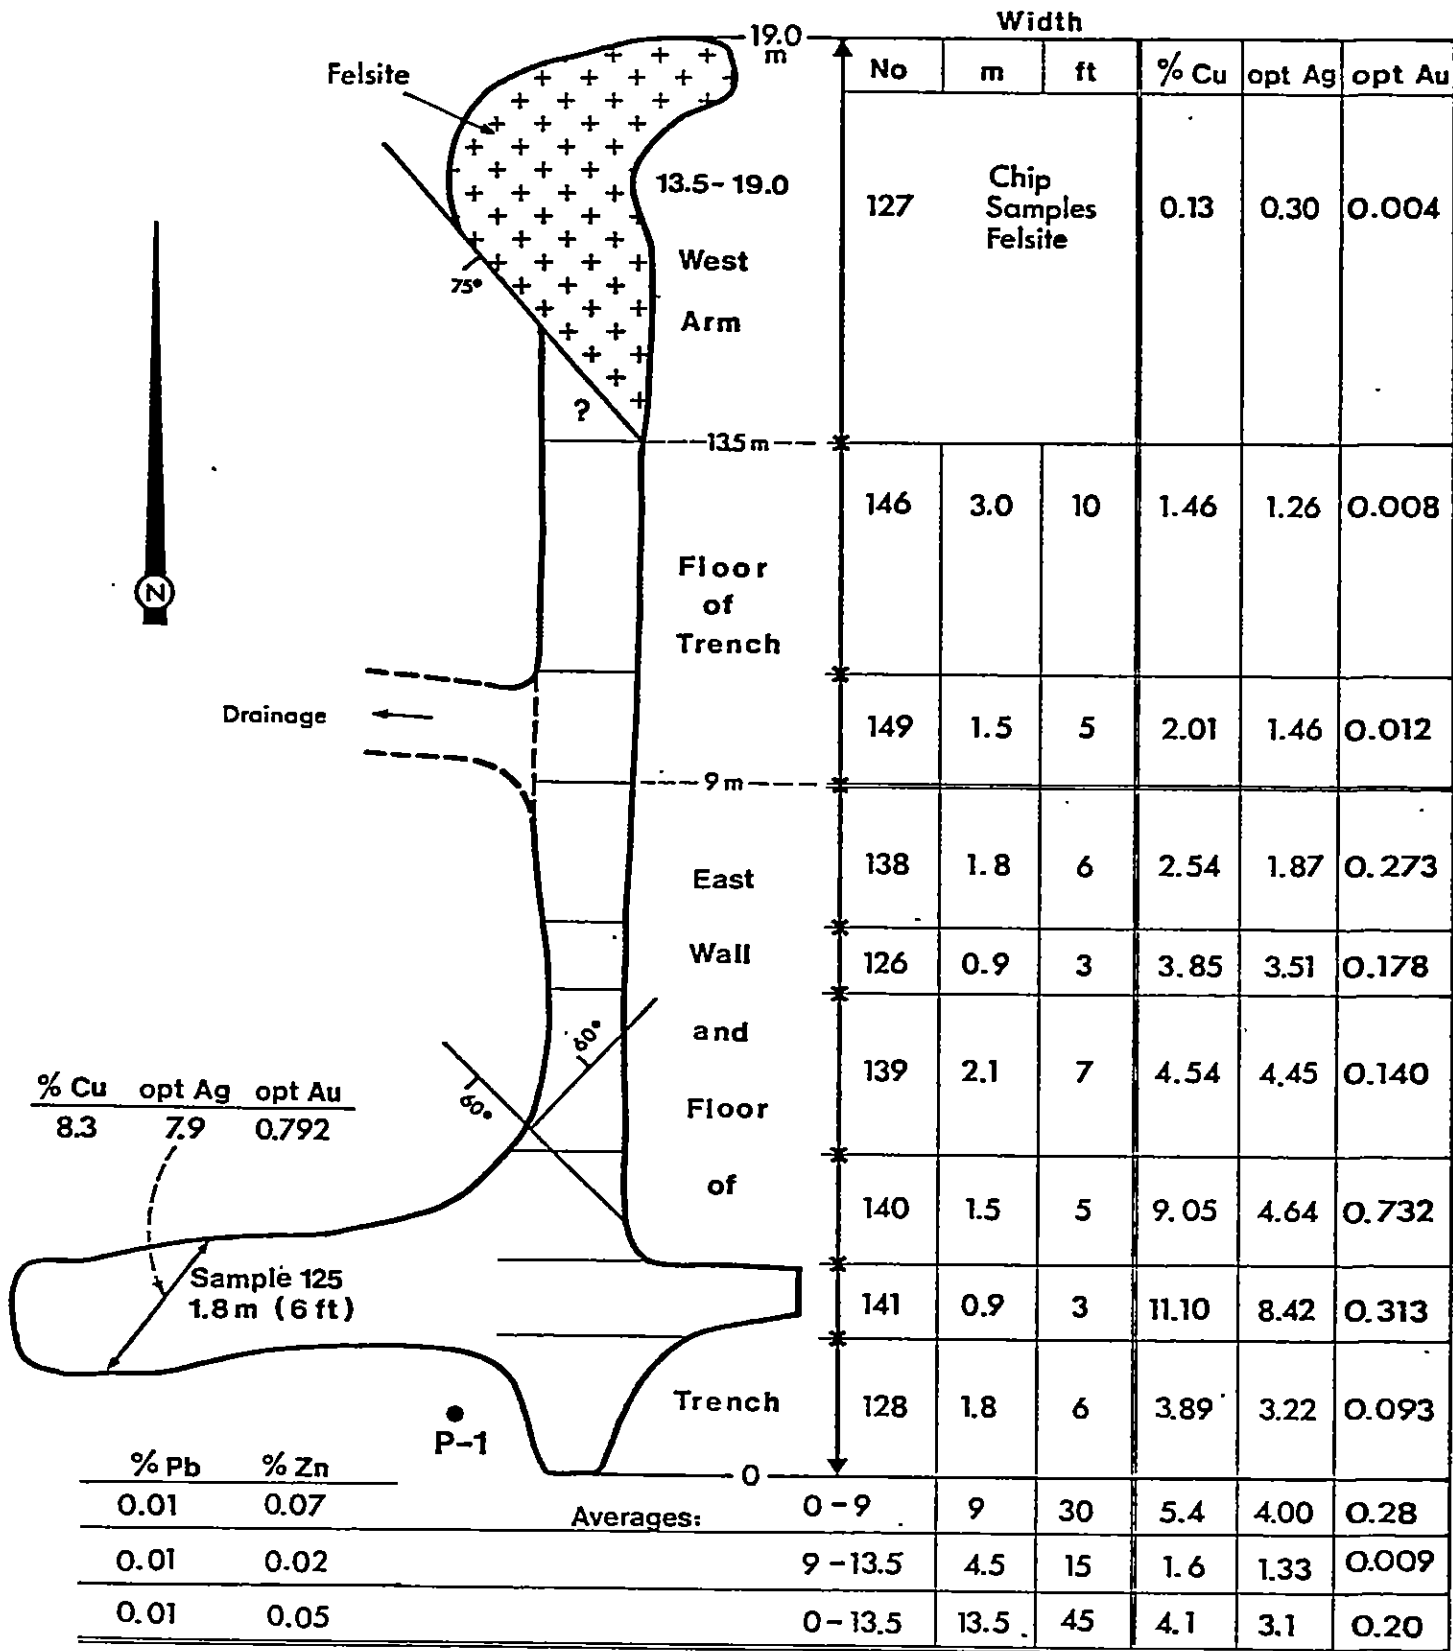 Width
19.0
m
No m ft % Cu opt Ag opt Au
Felsite
13.5-19.0
West
Arm
127 Chip Samples Felsite 0.13 0.30 0.004
75°
?
13.5 m
146 3.0 10 1.46 1.26 0.008
N
Floor
of
Trench
Drainage
149 1.5 5 2.01 1.46 0.012
9 m
138 1.8 6 2.54 1.87 0.273
East
Wall
and
Floor
of
Trench
126 0.9 3 3.85 3.51 0.178
60°
60°
139 2.1 7 4.54 4.45 0.140
% Cu opt Ag opt Au
8.3 7.9 0.792
140 1.5 5 9.05 4.64 0.732
Sample 125
1.8 m (6 ft)
141 0.9 3 11.10 8.42 0.313
128 1.8 6 3.89 3.22 0.093
P-1
0
% Pb % Zn
0.01 0.07 Averages: 0-9 9 30 5.4 4.00 0.28
0.01 0.02 9-13.5 4.5 15 1.6 1.33 0.009
0.01 0.05 0-13.5 13.5 45 4.1 3.1 0.20